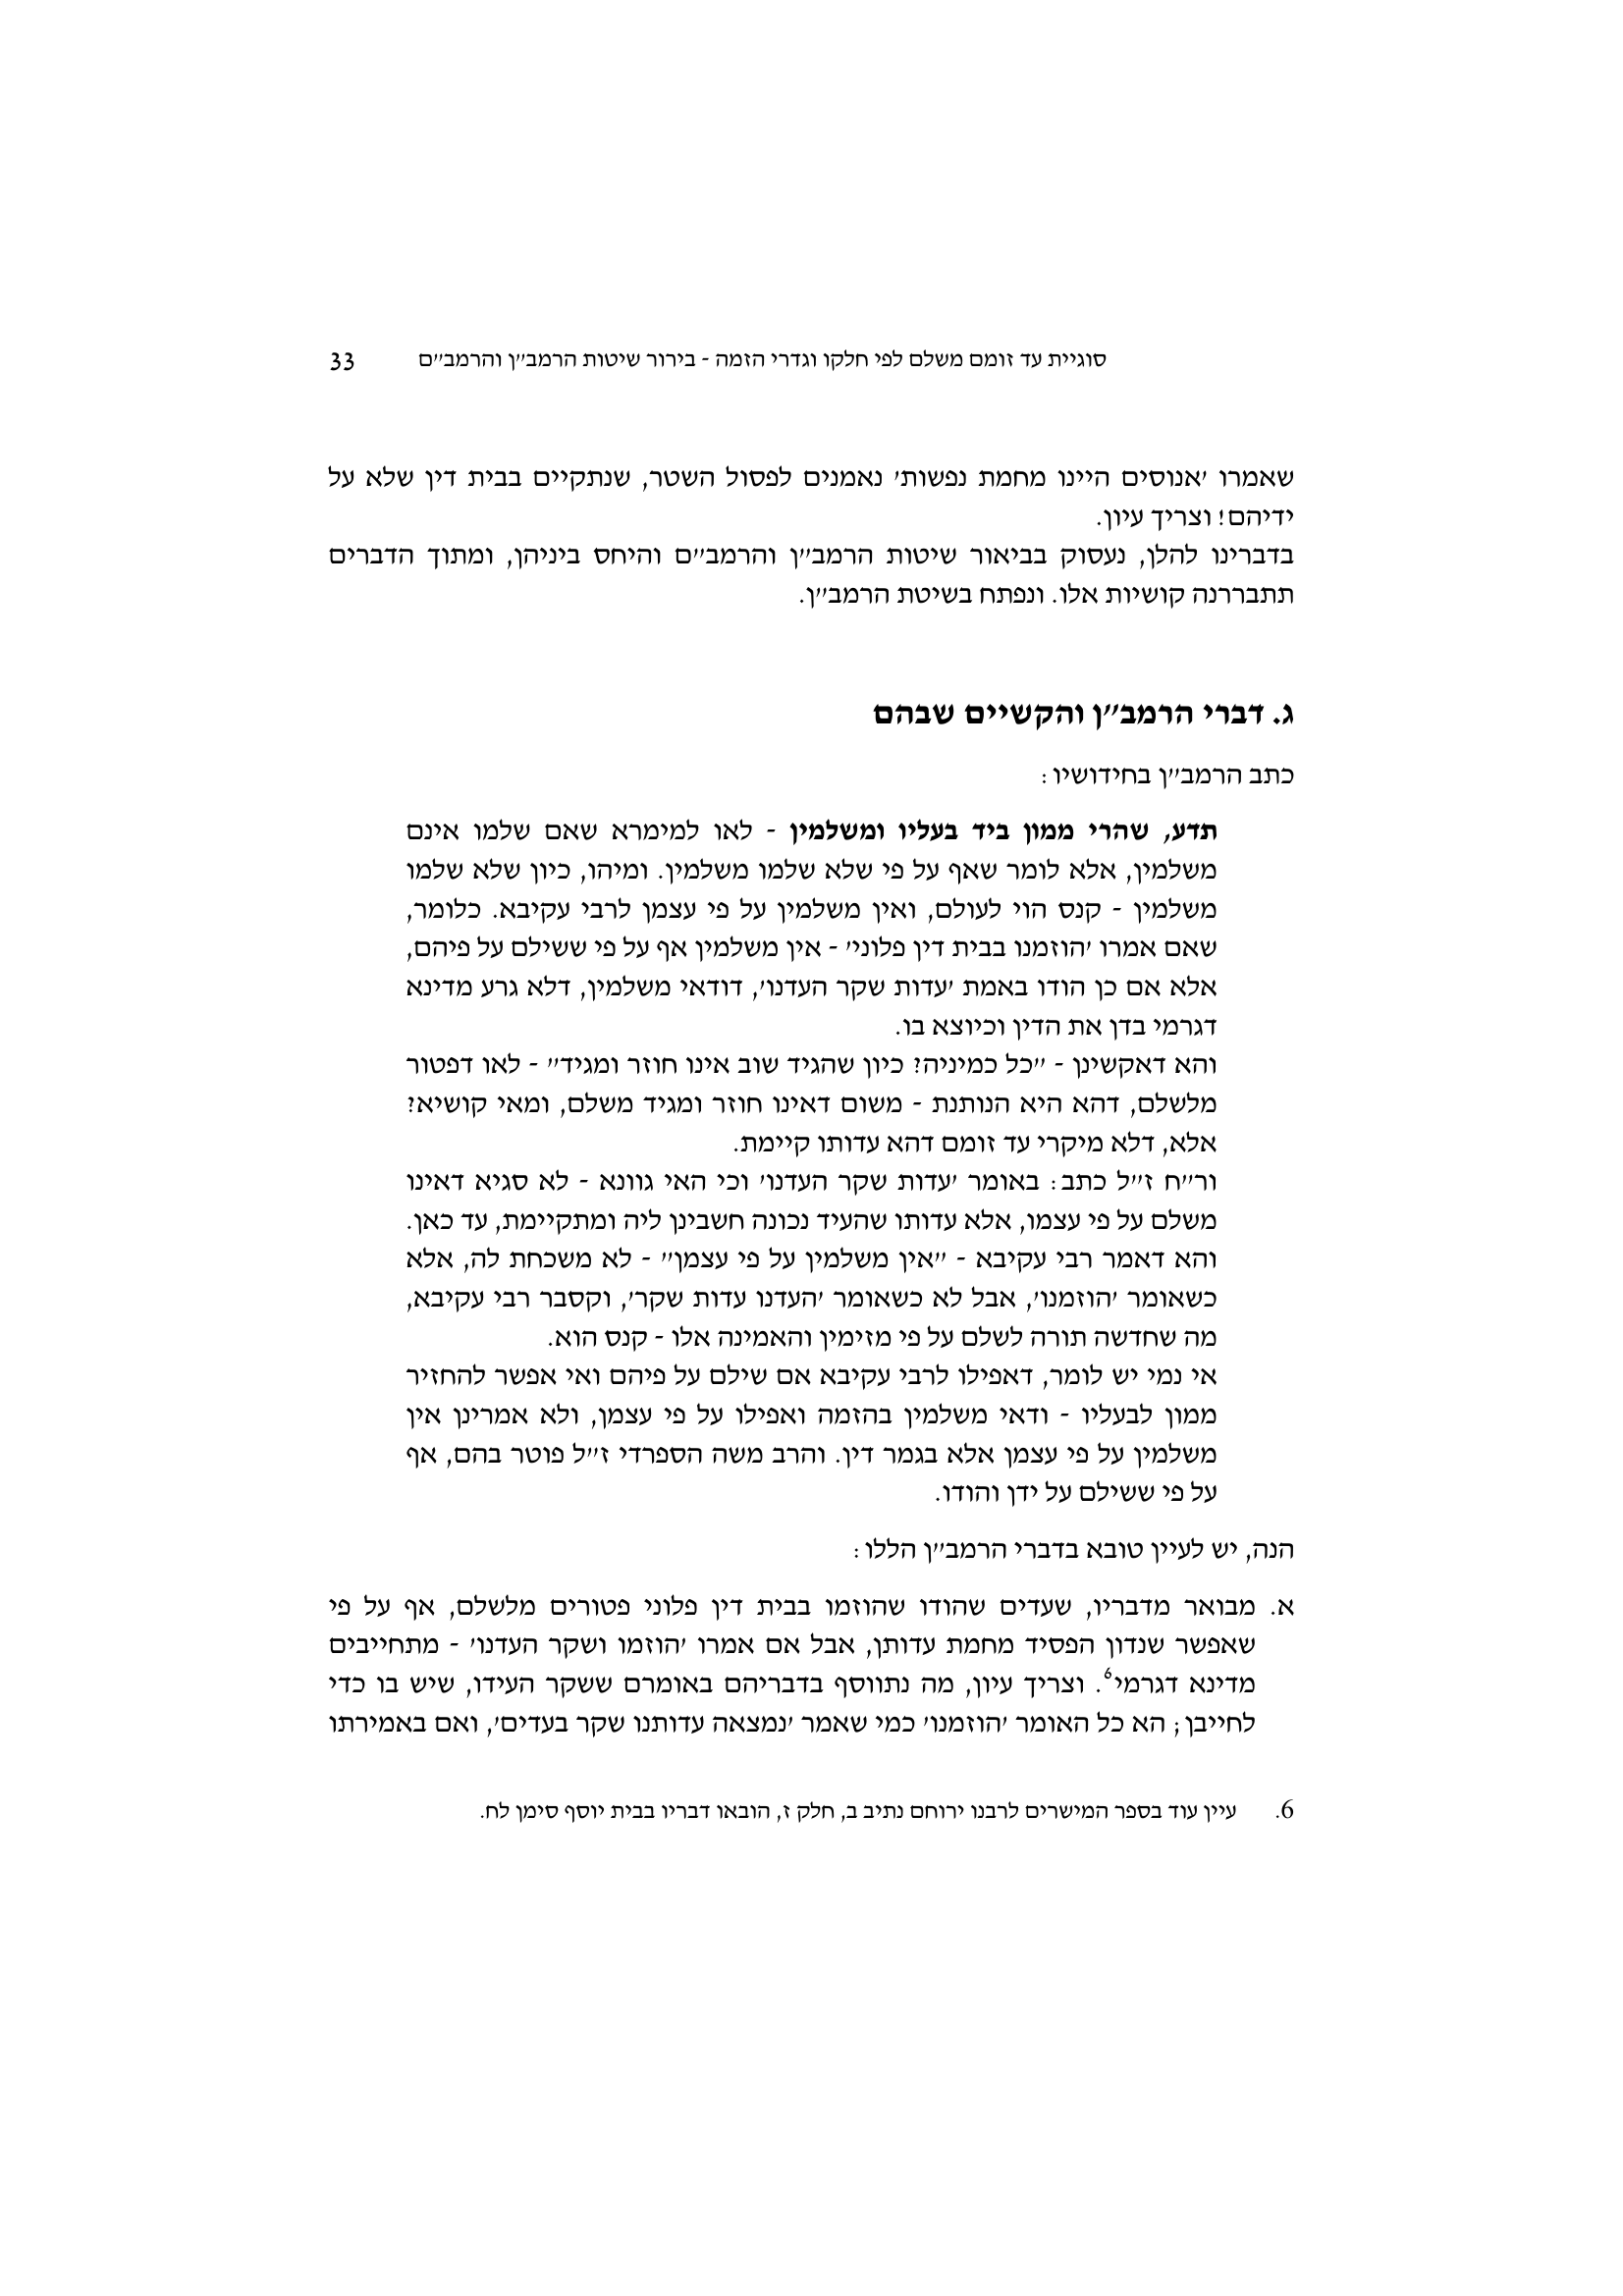 סוגיית עד זומם משלם לפי חלקו וגדרי הזמה - בירור שיטות הרמב״ן והרמב״ם 33
שאמרו ׳אנוסים היינו מחמת נפשות׳ נאמנים לפסול השטר, שנתקיים בבית דין שלא על
ידיהם! וצריך עיון.
בדברינו להלן, נעסוק בביאור שיטות הרמב״ן והרמב״ם והיחס ביניהן, ומתוך הדברים
תתבררנה קושיות אלו. ונפתח בשיטת הרמב״ן.
ג. דברי הרמב״ן והקשיים שבהם
כתב הרמב״ן בחידושיו:
תדע, שהרי ממון ביד בעליו ומשלמין - לאו למימרא שאם שלמו אינם
משלמין, אלא לומר שאף על פי שלא שלמו משלמין. ומיהו, כיון שלא שלמו
משלמין - קנס הוי לעולם, ואין משלמין על פי עצמן לרבי עקיבא. כלומר,
שאם אמרו ׳הוזמנו בבית דין פלוני׳ - אין משלמין אף על פי ששילם על פיהם,
אלא אם כן הודו באמת ׳עדות שקר העדנו׳, דודאי משלמין, דלא גרע מדינא
דגרמי בדן את הדין וכיוצא בו.
והא דאקשינן - ״כל כמיניה? כיון שהגיד שוב אינו חוזר ומגיד״ - לאו דפטור
מלשלם, דהא היא הנותנת - משום דאינו חוזר ומגיד משלם, ומאי קושיא?
אלא, דלא מיקרי עד זומם דהא עדותו קיימת.
ור״ח ז״ל כתב: באומר ׳עדות שקר העדנו׳ וכי האי גוונא - לא סגיא דאינו
משלם על פי עצמו, אלא עדותו שהעיד נכונה חשבינן ליה ומתקיימת, עד כאן.
והא דאמר רבי עקיבא - ״אין משלמין על פי עצמן״ - לא משכחת לה, אלא
כשאומר ׳הוזמנו׳, אבל לא כשאומר ׳העדנו עדות שקר׳, וקסבר רבי עקיבא,
מה שחדשה תורה לשלם על פי מזימין והאמינה אלו - קנס הוא.
אי נמי יש לומר, דאפילו לרבי עקיבא אם שילם על פיהם ואי אפשר להחזיר
ממון לבעליו - ודאי משלמין בהזמה ואפילו על פי עצמן, ולא אמרינן אין
משלמין על פי עצמן אלא בגמר דין. והרב משה הספרדי ז״ל פוטר בהם, אף
על פי ששילם על ידן והודו.
הנה, יש לעיין טובא בדברי הרמב״ן הללו:
א. מבואר מדבריו, שעדים שהודו שהוזמו בבית דין פלוני פטורים מלשלם, אף על פי
שאפשר שנדון הפסיד מחמת עדותן, אבל אם אמרו ׳הוזמו ושקר העדנו׳ - מתחייבים
מדינא דגרמי6. וצריך עיון, מה נתווסף בדבריהם באומרם ששקר העידו, שיש בו כדי
לחייבן; הא כל האומר ׳הוזמנו׳ כמי שאמר ׳נמצאה עדותנו שקר בעדים׳, ואם באמירתו
6. עיין עוד בספר המישרים לרבנו ירוחם נתיב ב, חלק ז, הובאו דבריו בבית יוסף סימן לח.